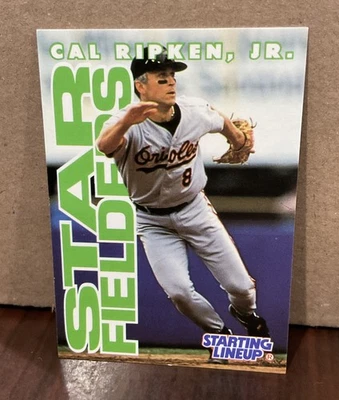 CAL RIPKEN, JR.
STAR
FIELDERS
Orioles
8
STARTING
LINEUP